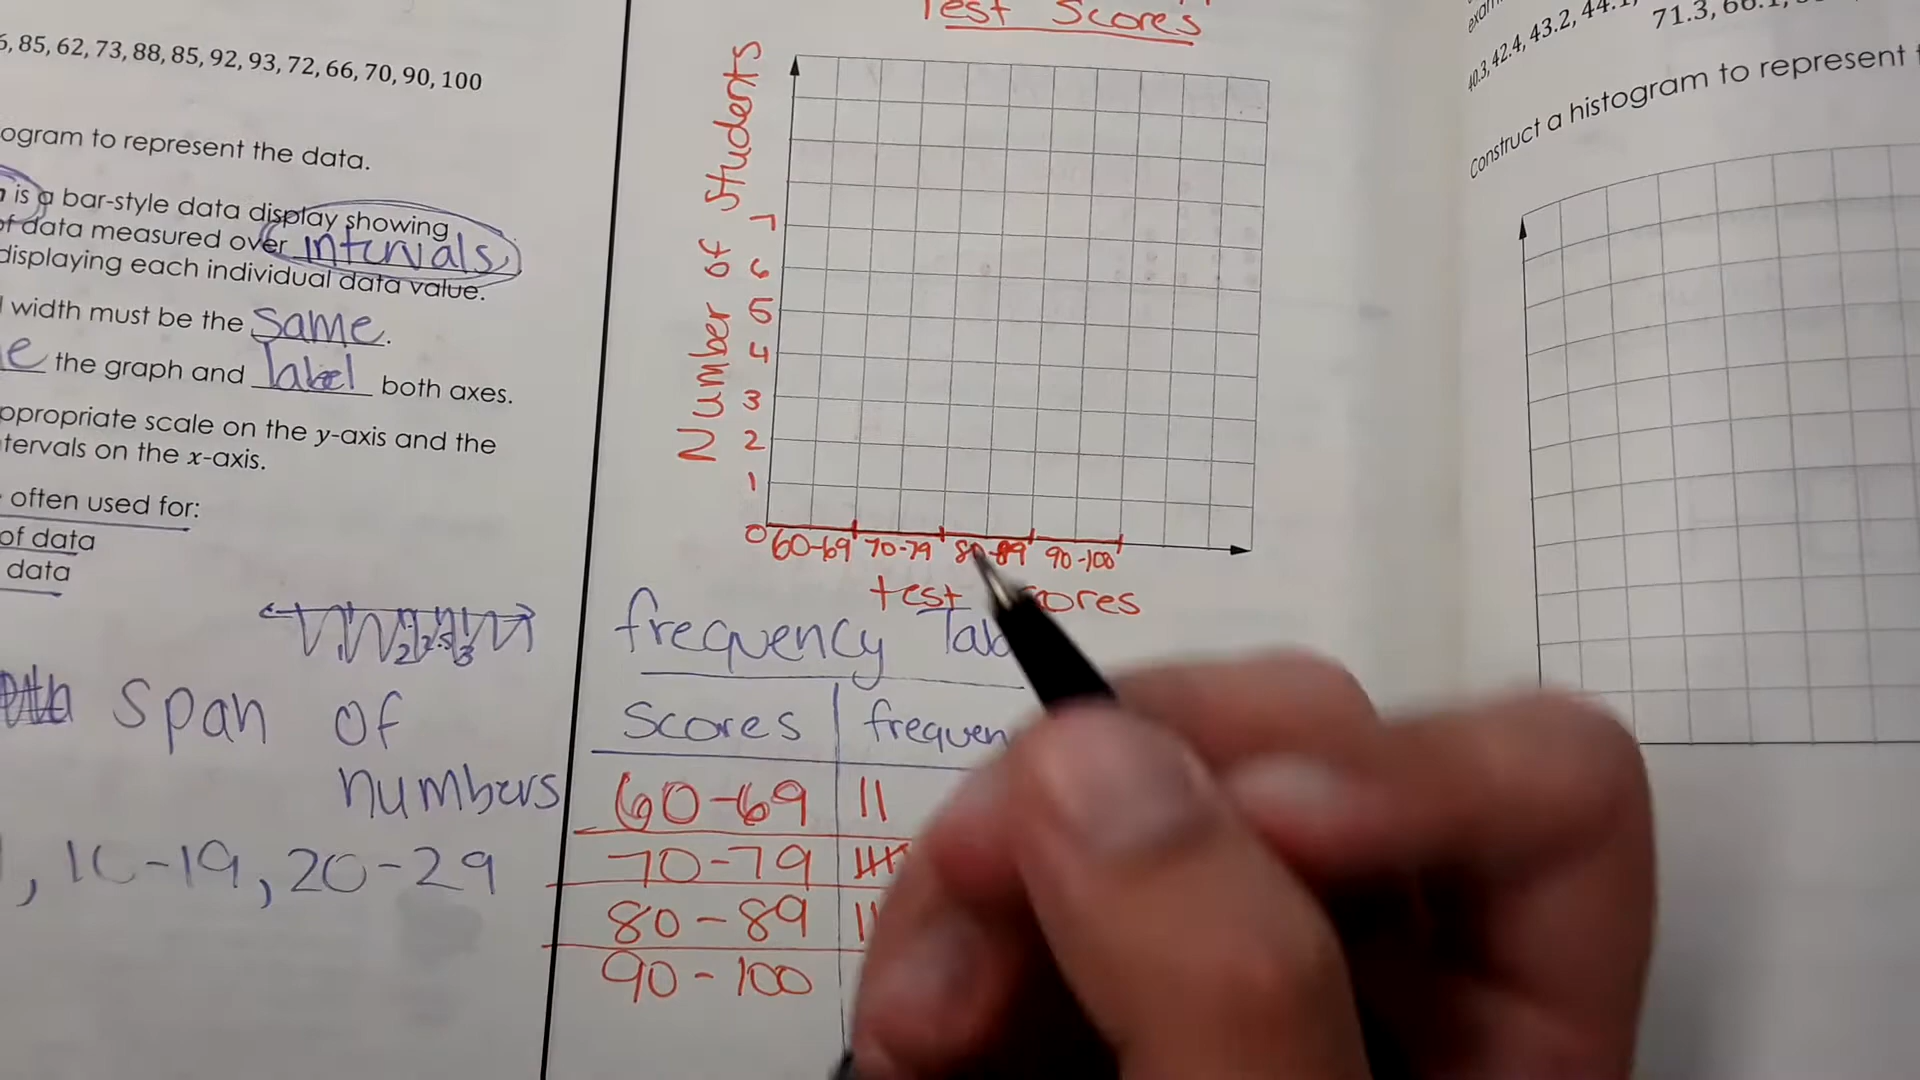 85, 62, 73, 88, 85, 92, 93, 72, 66, 70, 90, 100
ogram to represent the data.
is a bar-style data display showing
of data measured over intervals
displaying each individual data value.
width must be the same.
the graph and label both axes.
ppropriate scale on the y-axis and the
tervals on the x-axis.
often used for:
of data
data
span of
numbers
, 10-19, 20-29
Test Scores
Number of Students
7
6
5
4
3
2
1
0
60-69 70-79 80-89 90-100
test scores
frequency Tab
Scores frequen
60-69
70-79
80-89
90-100
40.3, 42.4, 43.2, 44.1,
71.3,
Construct a histogram to represent